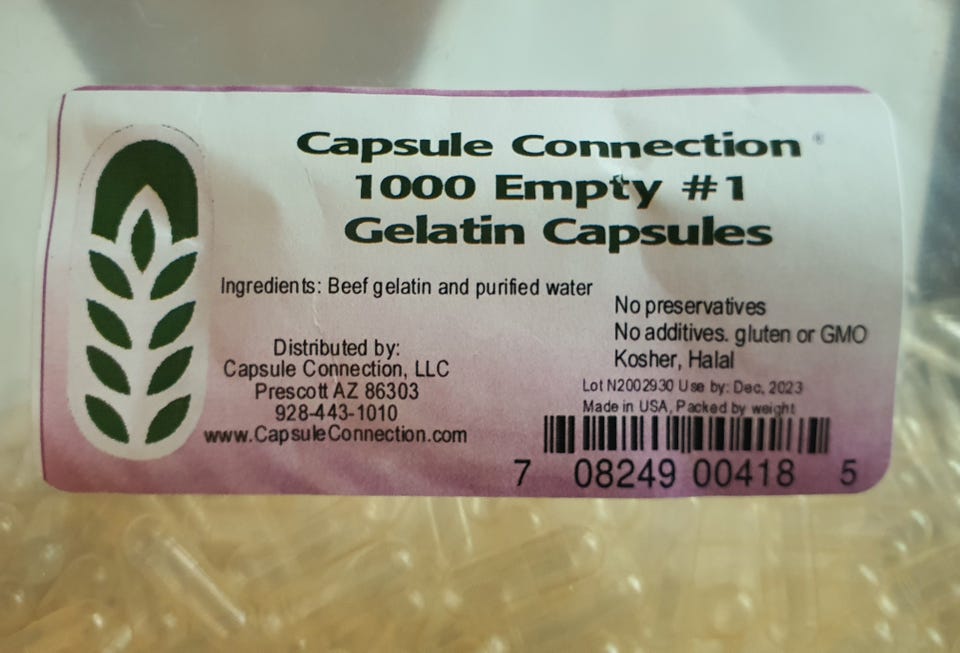 Capsule Connection ®
1000 Empty #1
Gelatin Capsules
Ingredients: Beef gelatin and purified water
No preservatives
No additives. gluten or GMO
Kosher, Halal
Lot N2002930 Use by: Dec, 2023
Made in USA, Packed by weight
Distributed by:
Capsule Connection, LLC
Prescott AZ 86303
928-443-1010
www.CapsuleConnection.com
7 08249 00418 5